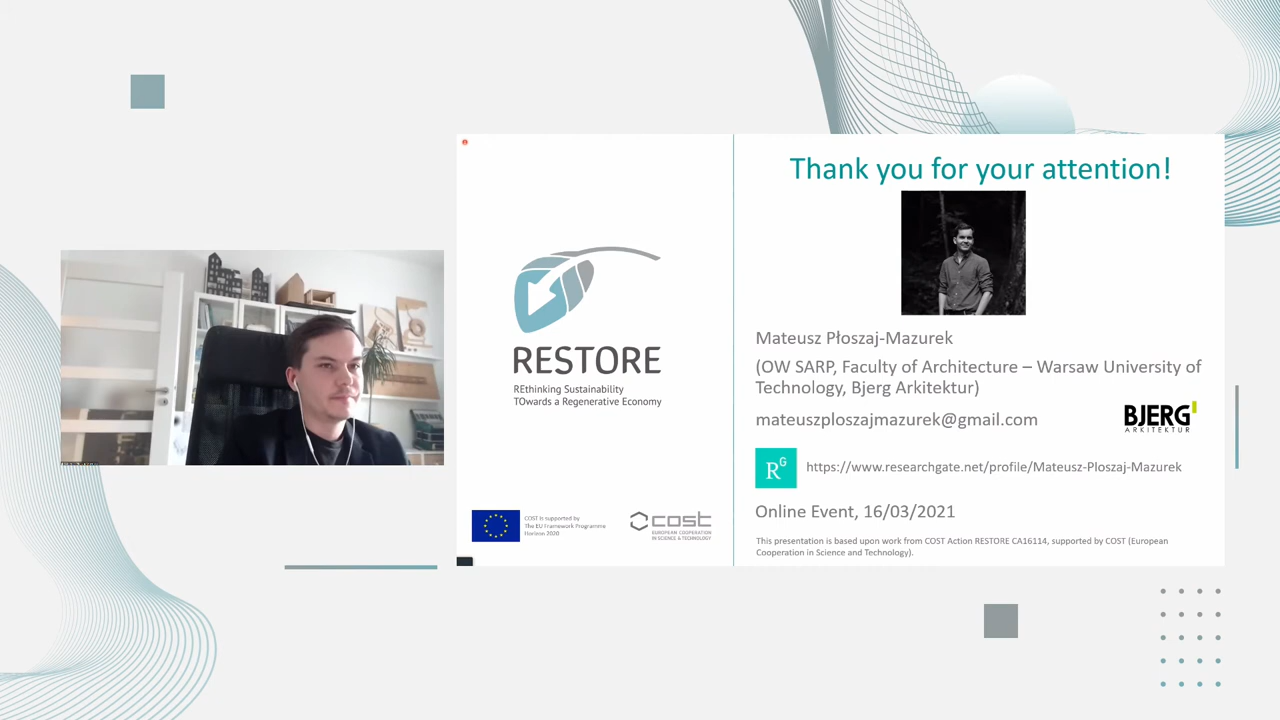 Thank you for your attention!
RESTORE
REthinking Sustainability
TOwards a Regenerative Economy
COST is supported by
The EU Framework Programme
Horizon 2020
cost
EUROPEAN COOPERATION
IN SCIENCE & TECHNOLOGY
Mateusz Płoszaj-Mazurek
(OW SARP, Faculty of Architecture – Warsaw University of
Technology, Bjerg Arkitektur)
mateuszploszajmazurek@gmail.com
BJERG
ARKITEKTUR
RG
https://www.researchgate.net/profile/Mateusz-Ploszaj-Mazurek
Online Event, 16/03/2021
This presentation is based upon work from COST Action RESTORE CA16114, supported by COST (European
Cooperation in Science and Technology).